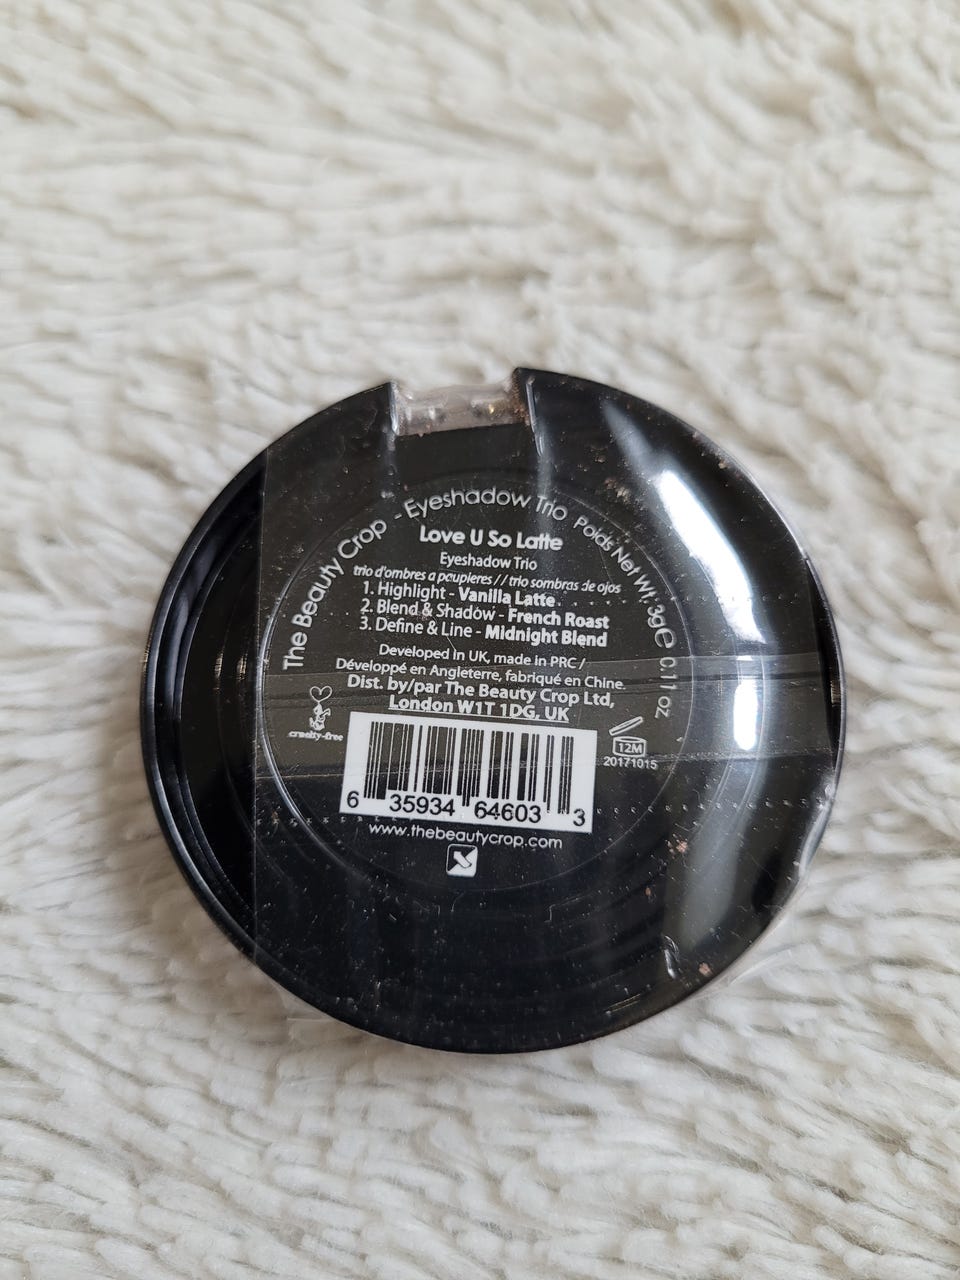 The Beauty Crop - Eyeshadow Trio Poids Net Wt. 3g℮ 0.11 oz
Love U So Latte
Eyeshadow Trio
trio d'ombres a paupieres // trio sombras de ojos
1. Highlight - Vanilla Latte
2. Blend & Shadow - French Roast
3. Define & Line - Midnight Blend
Developed in UK, made in PRC /
Développé en Angleterre, fabriqué en Chine.
Dist. by/par The Beauty Crop Ltd,
London W1T 1DG, UK
cruelty-free
12M
20171015
6 35934 64603 3
www.thebeautycrop.com